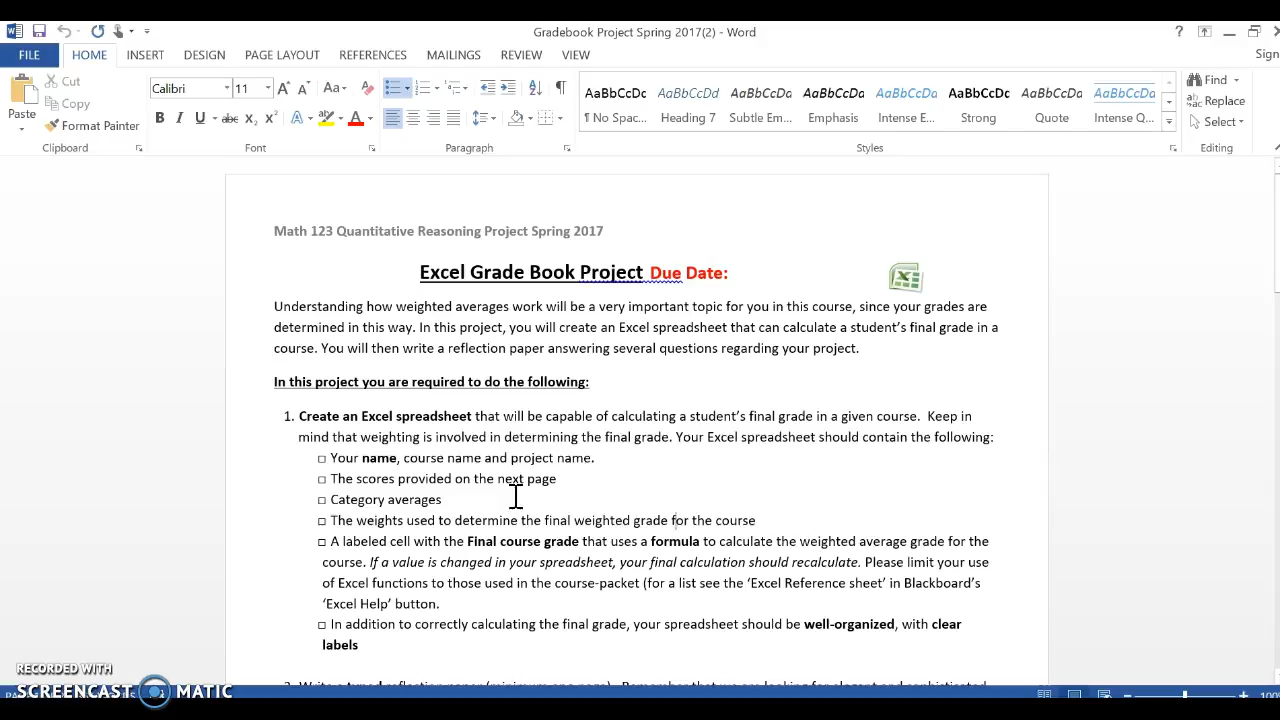 Gradebook Project Spring 2017(2) - Word
FILE HOME INSERT DESIGN PAGE LAYOUT REFERENCES MAILINGS REVIEW VIEW Sign
Paste Cut Copy Format Painter
Calibri 11
AaBbCcDc AaBbCcDd AaBbCcDc AaBbCcDc AaBbCcDa AaBbCcDc AaBbCcDc AaBbCcDa
¶ No Spac... Heading 7 Subtle Em... Emphasis Intense E... Strong Quote Intense Q...
Find
Replace
Select
Clipboard Font Paragraph Styles Editing
Math 123 Quantitative Reasoning Project Spring 2017
Excel Grade Book Project Due Date:
Understanding how weighted averages work will be a very important topic for you in this course, since your grades are
determined in this way. In this project, you will create an Excel spreadsheet that can calculate a student's final grade in a
course. You will then write a reflection paper answering several questions regarding your project.
In this project you are required to do the following:
1. Create an Excel spreadsheet that will be capable of calculating a student's final grade in a given course. Keep in
mind that weighting is involved in determining the final grade. Your Excel spreadsheet should contain the following:
□ Your name, course name and project name.
□ The scores provided on the next page
□ Category averages
□ The weights used to determine the final weighted grade for the course
□ A labeled cell with the Final course grade that uses a formula to calculate the weighted average grade for the
course. If a value is changed in your spreadsheet, your final calculation should recalculate. Please limit your use
of Excel functions to those used in the course-packet (for a list see the 'Excel Reference sheet' in Blackboard's
'Excel Help' button.
□ In addition to correctly calculating the final grade, your spreadsheet should be well-organized, with clear
labels
RECORDED WITH
SCREENCAST MATIC